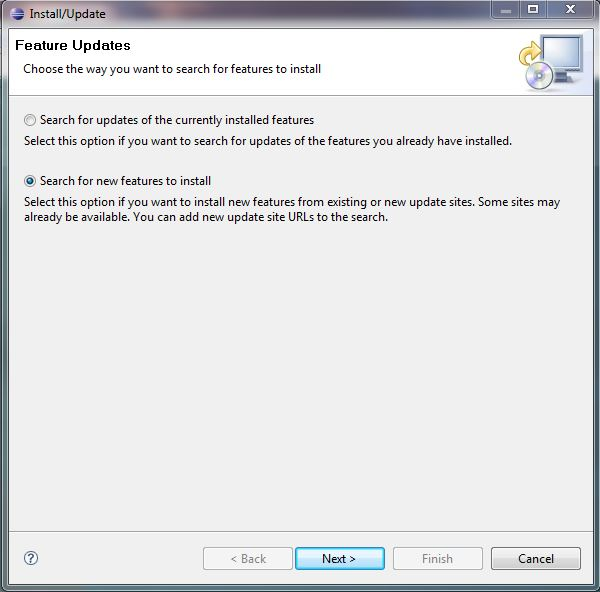 Install/Update
Feature Updates
Choose the way you want to search for features to install
Search for updates of the currently installed features
Select this option if you want to search for updates of the features you already have installed.
Search for new features to install
Select this option if you want to install new features from existing or new update sites. Some sites may
already be available. You can add new update site URLs to the search.
? < Back Next > Finish Cancel